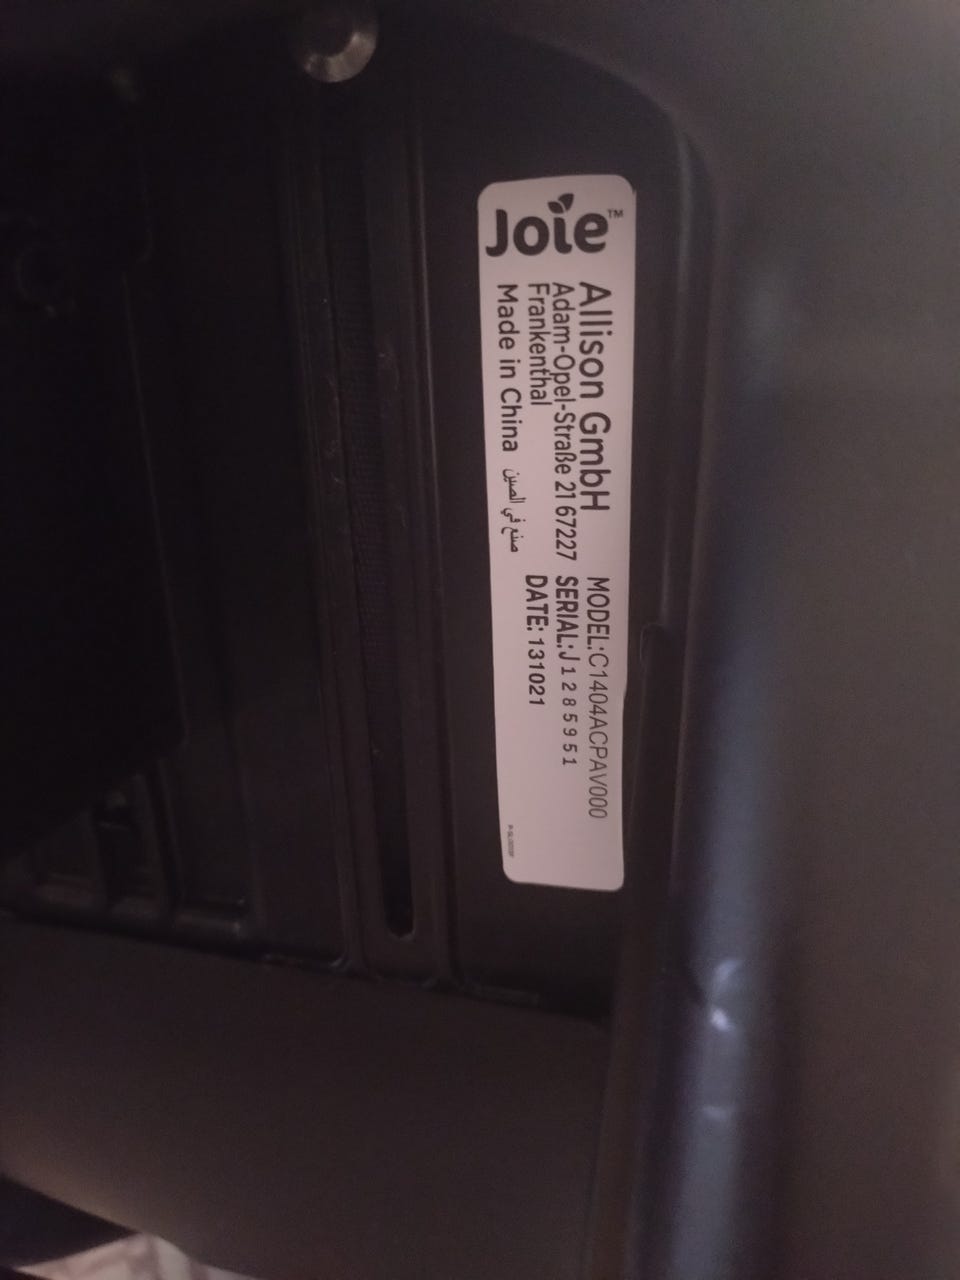 Joie™
Allison GmbH
Adam-Opel-Straße 21 67227
Frankenthal
Made in China صنع في الصين
MODEL:C1404ACPAV000
SERIAL:J1285951
DATE: 131021